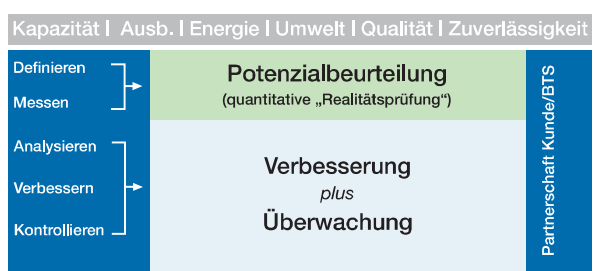 Kapazität | Ausb. | Energie | Umwelt | Qualität | Zuverlässigkeit
Definieren
Messen
Potenzialbeurteilung
(quantitative „Realitätsprüfung“)
Analysieren
Verbessern
Kontrollieren
Verbesserung
plus
Überwachung
Partnerschaft Kunde/BTS